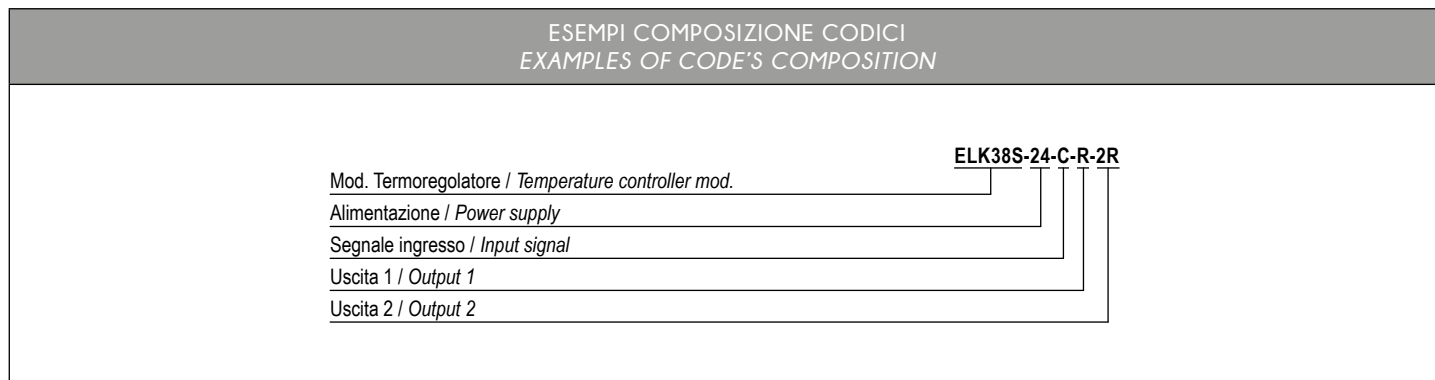 ESEMPI COMPOSIZIONE CODICI
EXAMPLES OF CODE'S COMPOSITION
ELK38S-24-C-R-2R
Mod. Termoregolatore / Temperature controller mod.
Alimentazione / Power supply
Segnale ingresso / Input signal
Uscita 1 / Output 1
Uscita 2 / Output 2